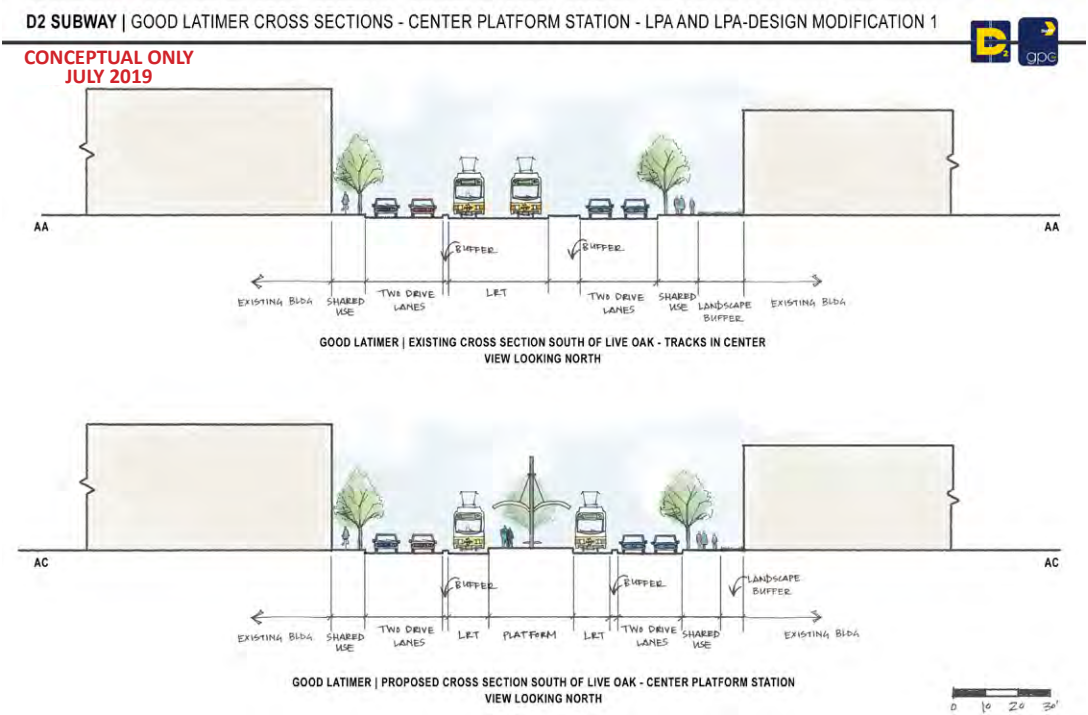 D2 SUBWAY | GOOD LATIMER CROSS SECTIONS - CENTER PLATFORM STATION - LPA AND LPA-DESIGN MODIFICATION 1
D2
gpc
CONCEPTUAL ONLY
JULY 2019
AA
AA
BUFFER
BUFFER
EXISTING BLDG
SHARED
USE
TWO DRIVE
LANES
LRT
TWO DRIVE
LANES
SHARED
USE
LANDSCAPE
BUFFER
EXISTING BLDG
GOOD LATIMER | EXISTING CROSS SECTION SOUTH OF LIVE OAK - TRACKS IN CENTER
VIEW LOOKING NORTH
AC
AC
BUFFER
BUFFER
LANDSCAPE
BUFFER
EXISTING BLDG.
SHARED
USE
TWO DRIVE
LANES
LRT
PLATFORM
LRT
TWO DRIVE
LANES
SHARED
USE
EXISTING BLDG
GOOD LATIMER | PROPOSED CROSS SECTION SOUTH OF LIVE OAK - CENTER PLATFORM STATION
VIEW LOOKING NORTH
0 10 20 30'